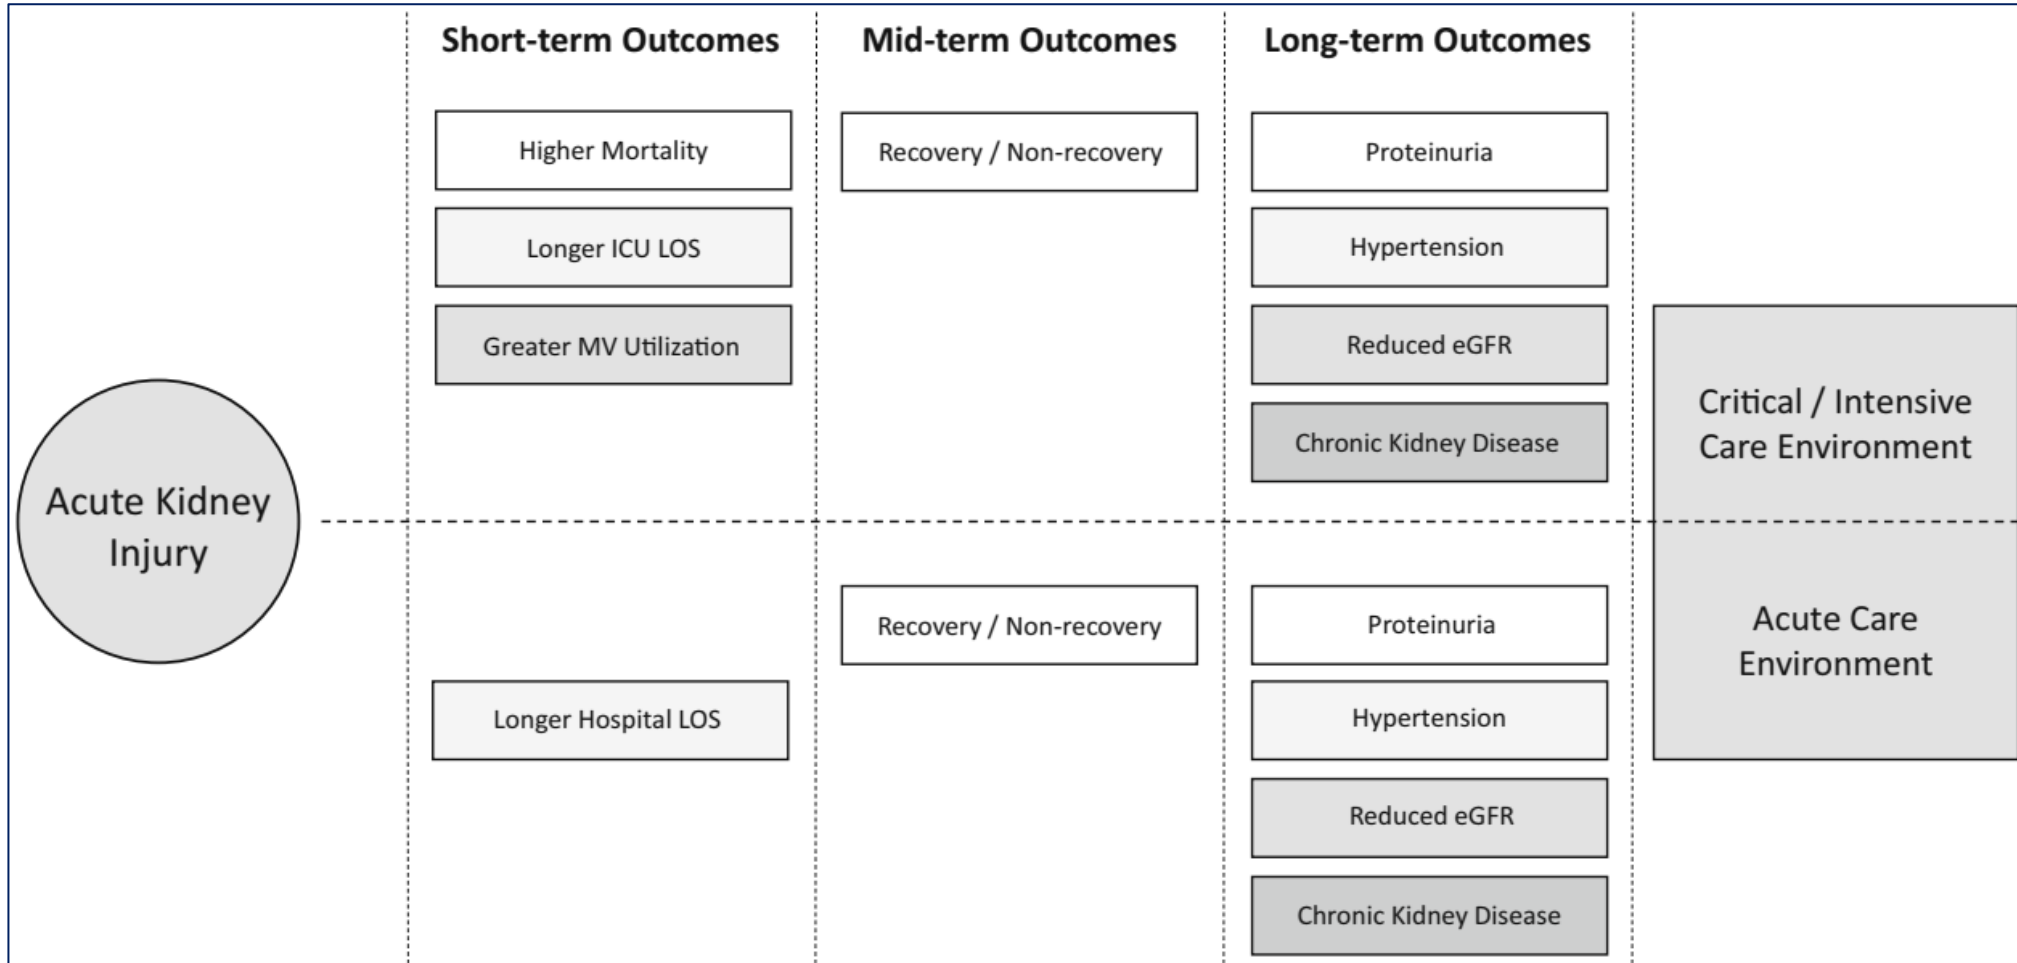 Short-term Outcomes
Mid-term Outcomes
Long-term Outcomes
Higher Mortality
Recovery / Non-recovery
Proteinuria
Longer ICU LOS
Hypertension
Greater MV Utilization
Reduced eGFR
Chronic Kidney Disease
Critical / Intensive
Care Environment
Acute Kidney
Injury
Recovery / Non-recovery
Proteinuria
Acute Care
Environment
Longer Hospital LOS
Hypertension
Reduced eGFR
Chronic Kidney Disease